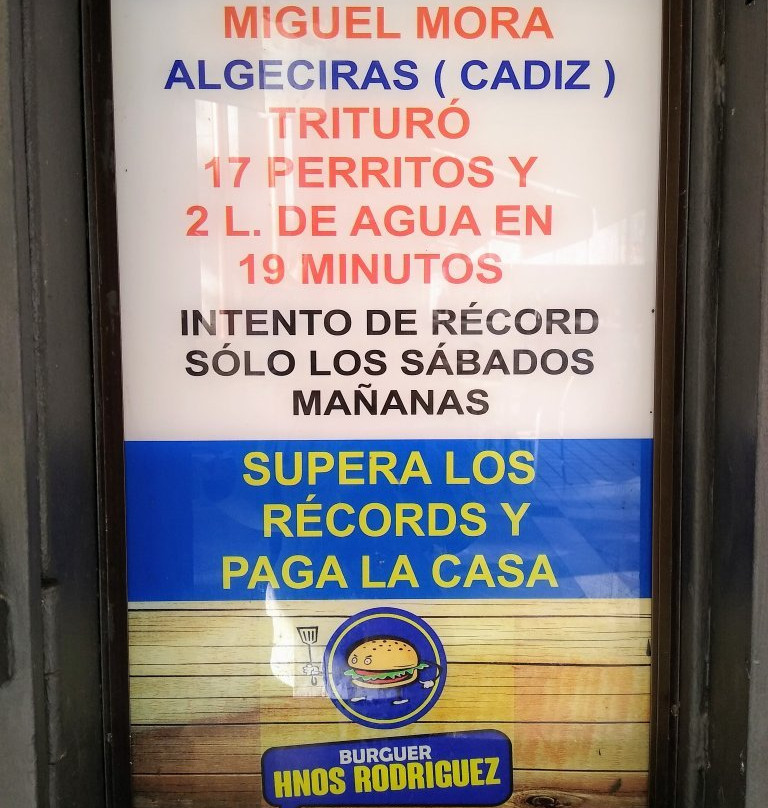 MIGUEL MORA
ALGECIRAS ( CADIZ )
TRITURÓ
17 PERRITOS Y
2 L. DE AGUA EN
19 MINUTOS
INTENTO DE RÉCORD
SÓLO LOS SÁBADOS
MAÑANAS
SUPERA LOS
RÉCORDS Y
PAGA LA CASA
BURGUER
HNOS RODRIGUEZ